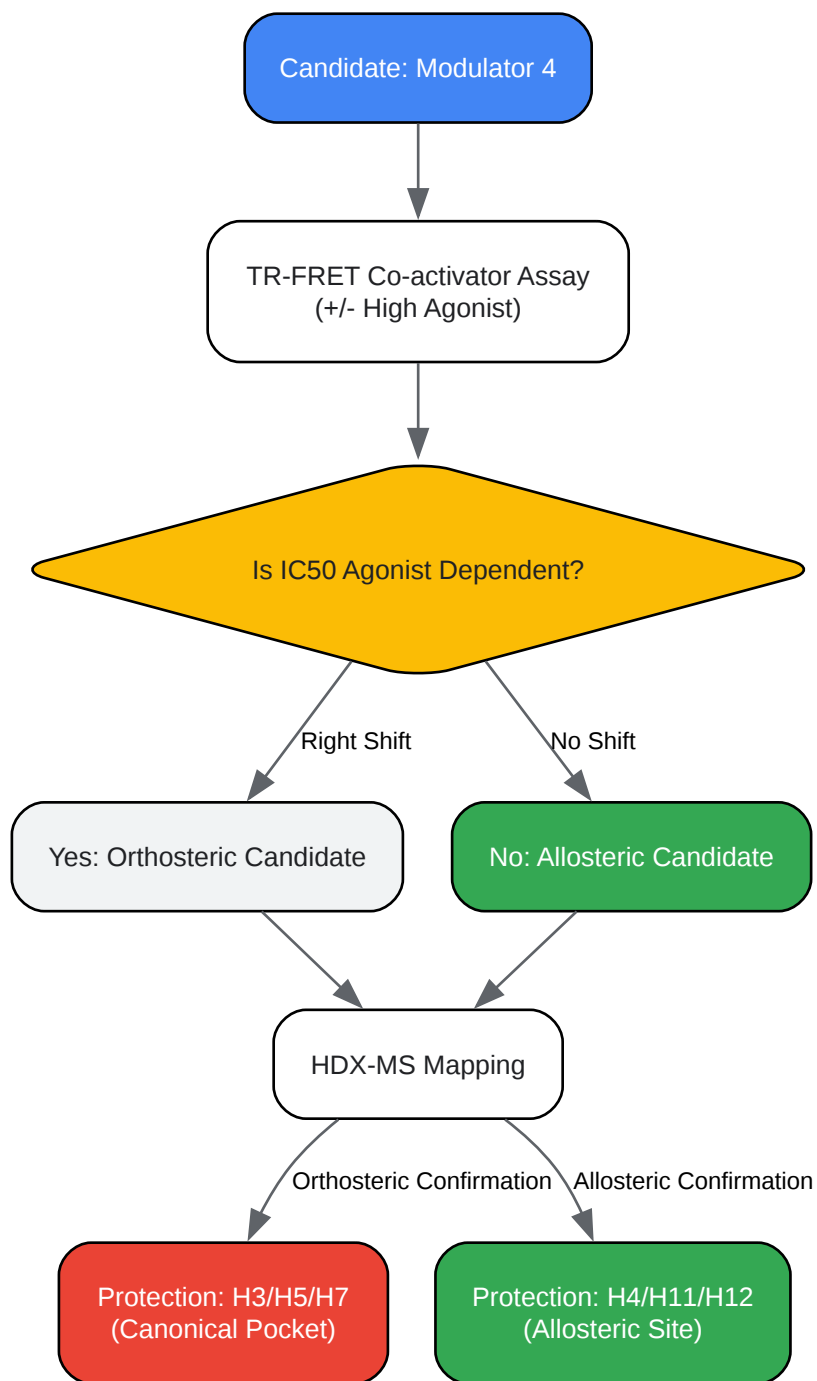 Candidate: Modulator 4
TR-FRET Co-activator Assay
(+/- High Agonist)
Is IC50 Agonist Dependent?
Right Shift
No Shift
Yes: Orthosteric Candidate
No: Allosteric Candidate
HDX-MS Mapping
Orthosteric Confirmation
Allosteric Confirmation
Protection: H3/H5/H7
(Canonical Pocket)
Protection: H4/H11/H12
(Allosteric Site)